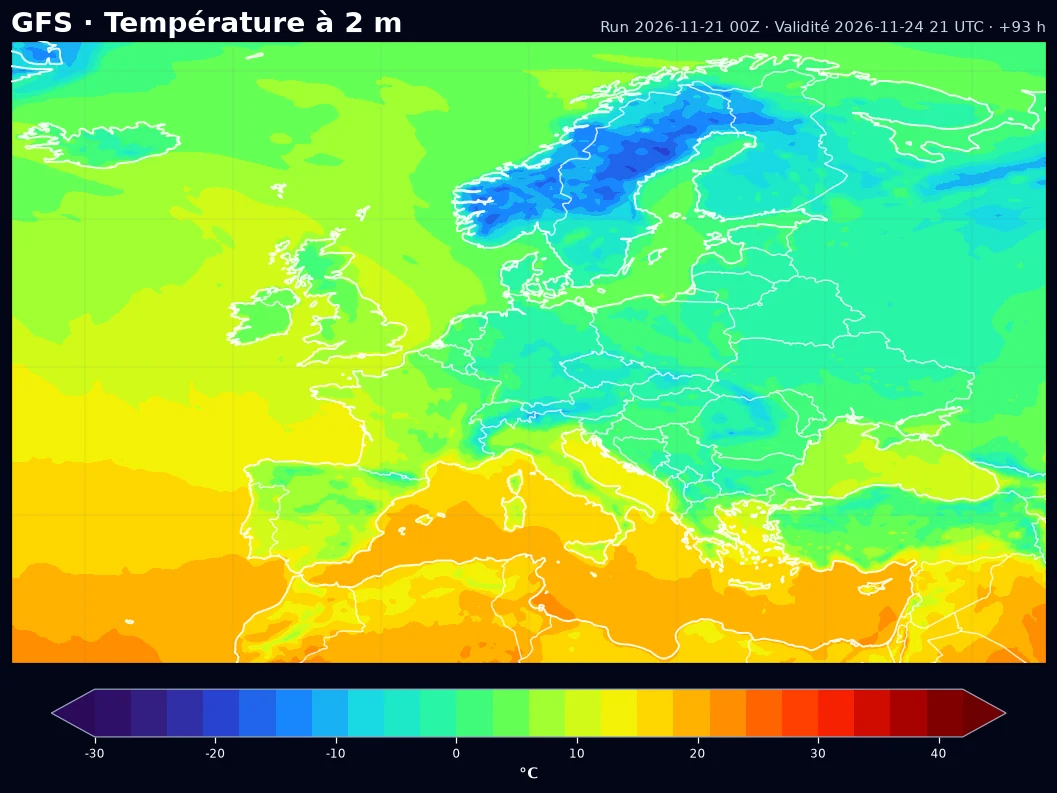 GFS · Température à 2 m
Run 2026-11-21 00Z · Validité 2026-11-24 21 UTC · +93 h
-30 -20 -10 0 10 20 30 40
°C